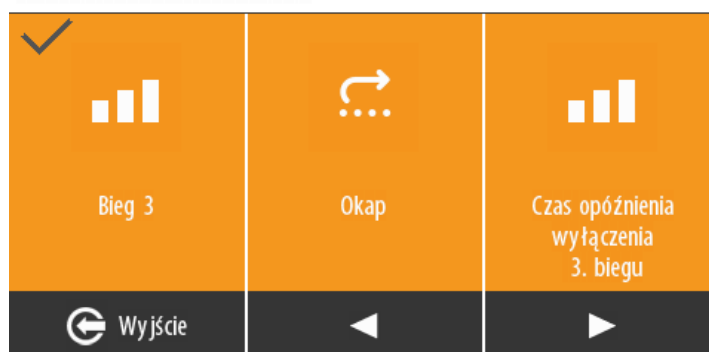 Bieg 3
Okap
Czas opóźnienia
wyłączenia
3. biegu
Wyjście